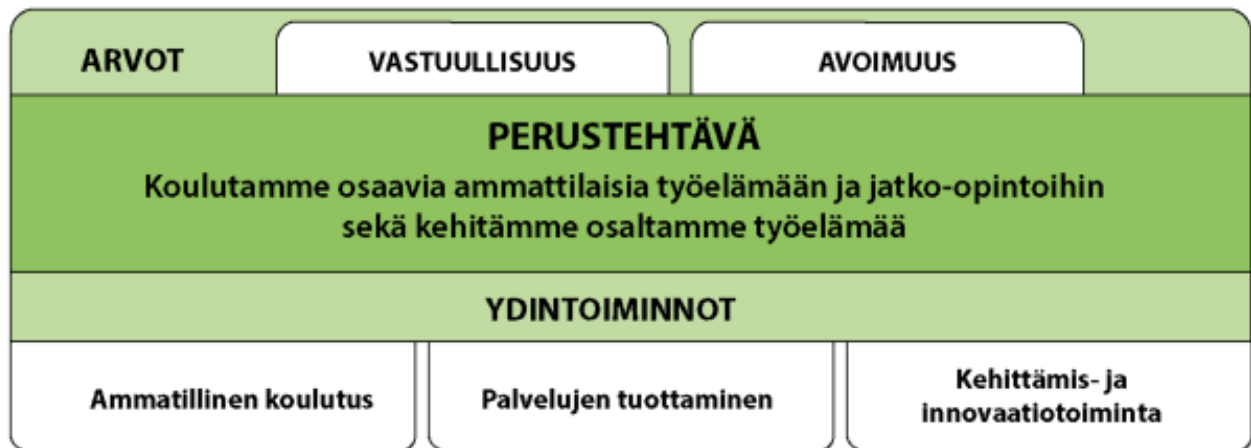 ARVOT VASTUULLISUUS AVOIMUUS
PERUSTEHTÄVÄ
Koulutamme osaavia ammattilaisia työelämään ja jatko-opintoihin
sekä kehitämme osaltamme työelämää
YDINTOIMINNOT
Ammatillinen koulutus
Palvelujen tuottaminen
Kehittämis- ja
innovaatiotoiminta